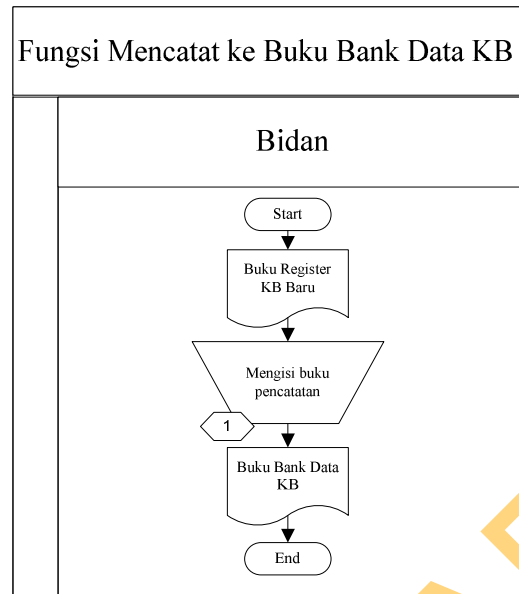 Fungsi Mencatat ke Buku Bank Data KB
Bidan
Start
Buku Register
KB Baru
Mengisi buku
pencatatan
1
Buku Bank Data
KB
End